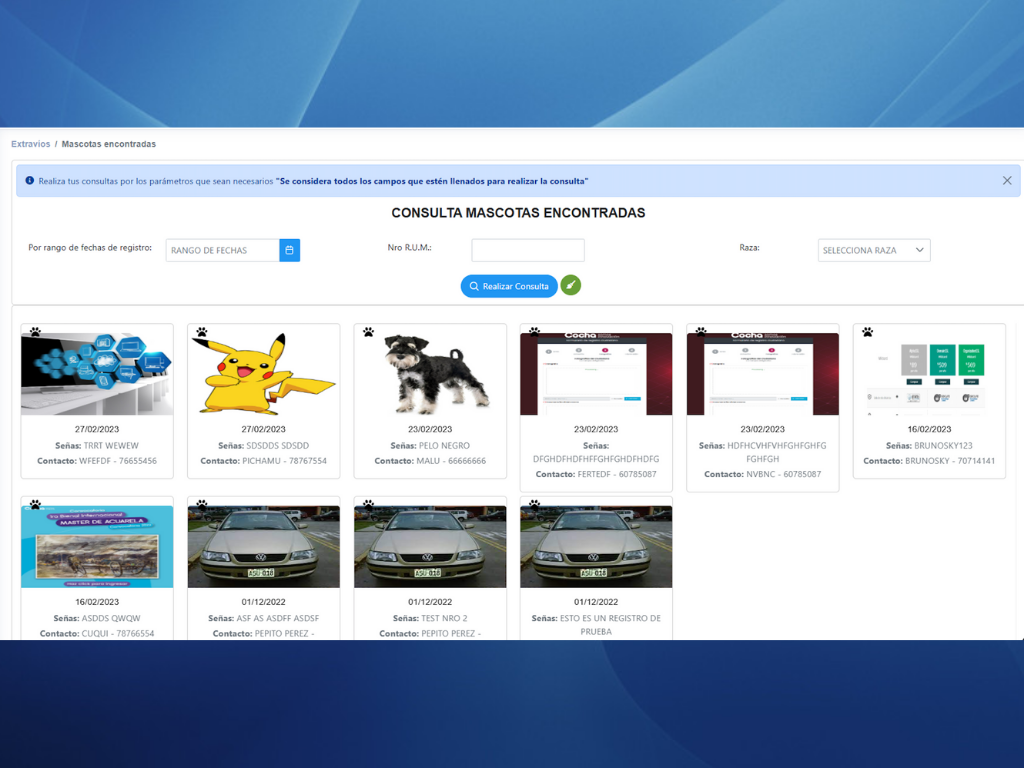 Extravíos / Mascotas encontradas
Realiza tus consultas por los parámetros que sean necesarios "Se considera todos los campos que estén llenados para realizar la consulta"
CONSULTA MASCOTAS ENCONTRADAS
Por rango de fechas de registro: RANGO DE FECHAS Nro R.U.M.: Raza: SELECCIONA RAZA
Realizar Consulta
27/02/2023
Señas: TRRT WEWEW
Contacto: WFEFDF - 76655456
27/02/2023
Señas: SDSDDS SDSDD
Contacto: PICHAMU - 78767554
23/02/2023
Señas: PELO NEGRO
Contacto: MALU - 66666666
Cocha
23/02/2023
Señas:
DFGHDFHDFHFFGHFGHDFHDFG
Contacto: FERTEDF - 60785087
Cocha
23/02/2023
Señas: HDFHCVHFVHFGHFGHFG
FGHFGH
Contacto: NVBNC - 60785087
16/02/2023
Señas: BRUNOSKY123
Contacto: BRUNOSKY - 70714141
MASTER DE ACUARELA
16/02/2023
Señas: ASDDS QWQW
Contacto: CUQUI - 78766554
01/12/2022
Señas: ASF AS ASDFF ASDSF
Contacto: PEPITO PEREZ -
01/12/2022
Señas: TEST NRO 2
Contacto: PEPITO PEREZ -
01/12/2022
Señas: ESTO ES UN REGISTRO DE
PRUEBA